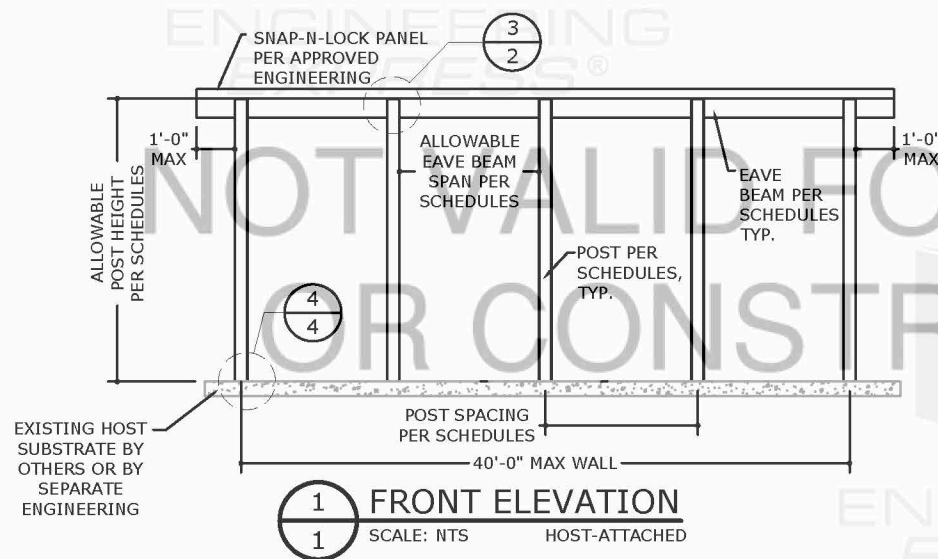 ENGINEERING
EXPRESS®
SNAP-N-LOCK PANEL
PER APPROVED
ENGINEERING
3
2
1'-0"
MAX
ALLOWABLE
EAVE BEAM
SPAN PER
SCHEDULES
1'-0"
MAX
EAVE
BEAM PER
SCHEDULES
TYP.
ALLOWABLE
POST HEIGHT
PER SCHEDULES
NOT VALID FO
POST PER
SCHEDULES,
TYP.
4
4
OR CONSTR
EXISTING HOST
SUBSTRATE BY
OTHERS OR BY
SEPARATE
ENGINEERING
POST SPACING
PER SCHEDULES
40'-0" MAX WALL
1
1
FRONT ELEVATION
SCALE: NTS HOST-ATTACHED
EN